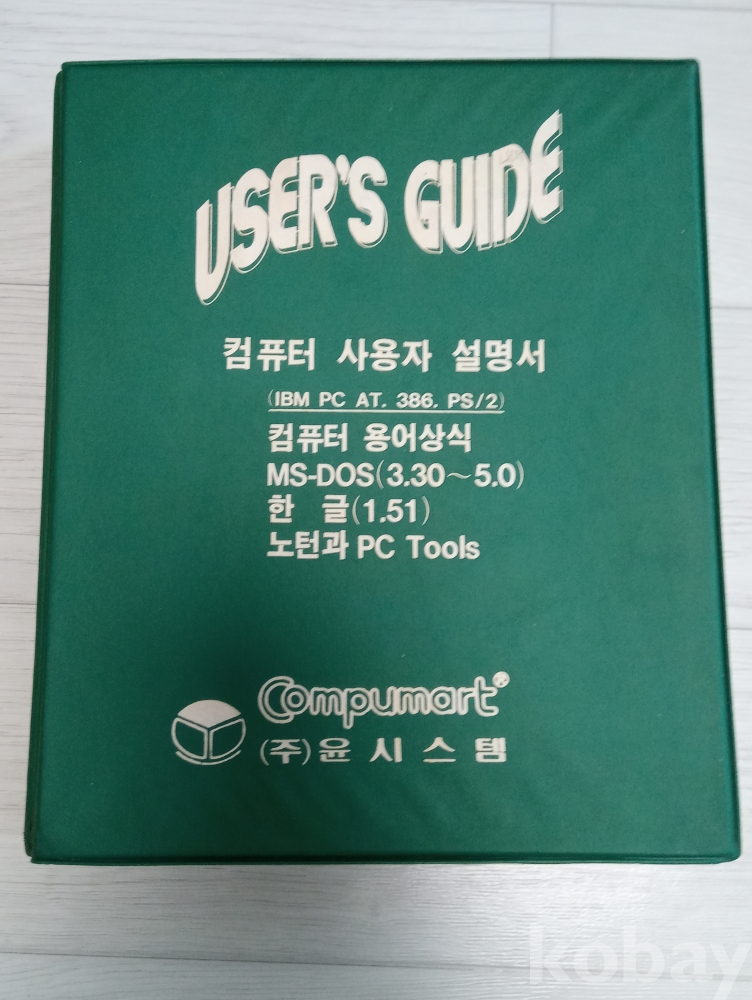 USER'S GUIDE
컴퓨터 사용자 설명서
(IBM PC AT, 386, PS/2)
컴퓨터 용어상식
MS-DOS(3.30~5.0)
한 글(1.51)
노턴과 PC Tools
Compumart®
(주)윤시스템
kobay